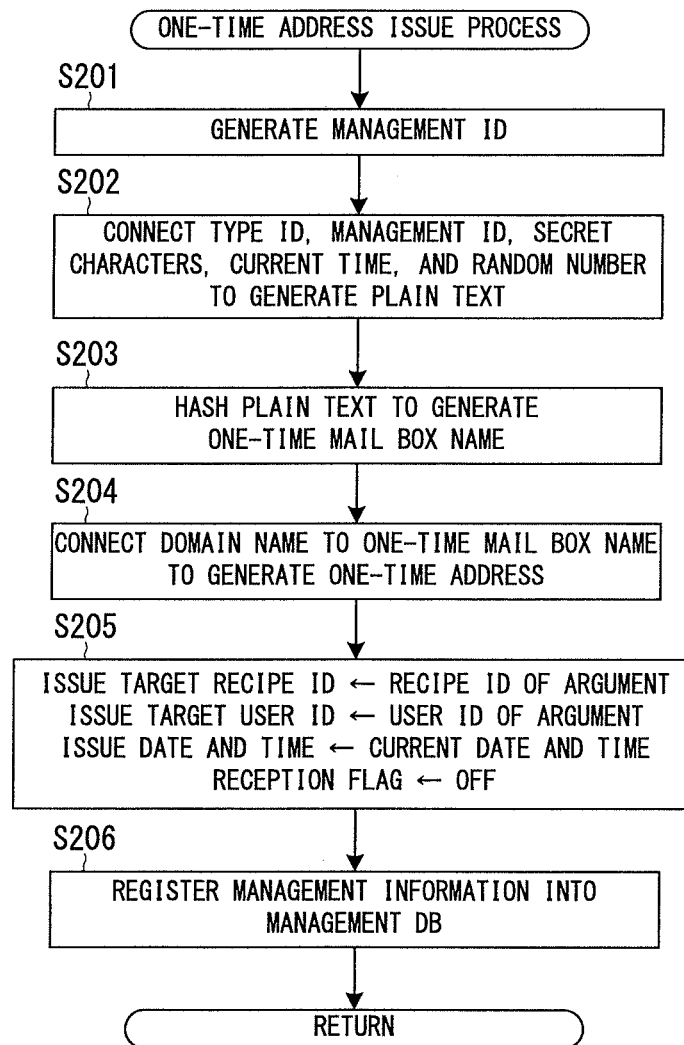 ONE-TIME ADDRESS ISSUE PROCESS
S201
GENERATE MANAGEMENT ID
S202
CONNECT TYPE ID, MANAGEMENT ID, SECRET
CHARACTERS, CURRENT TIME, AND RANDOM NUMBER
TO GENERATE PLAIN TEXT
S203
HASH PLAIN TEXT TO GENERATE
ONE-TIME MAIL BOX NAME
S204
CONNECT DOMAIN NAME TO ONE-TIME MAIL BOX NAME
TO GENERATE ONE-TIME ADDRESS
S205
ISSUE TARGET RECIPE ID ← RECIPE ID OF ARGUMENT
ISSUE TARGET USER ID ← USER ID OF ARGUMENT
ISSUE DATE AND TIME ← CURRENT DATE AND TIME
RECEPTION FLAG ← OFF
S206
REGISTER MANAGEMENT INFORMATION INTO
MANAGEMENT DB
RETURN